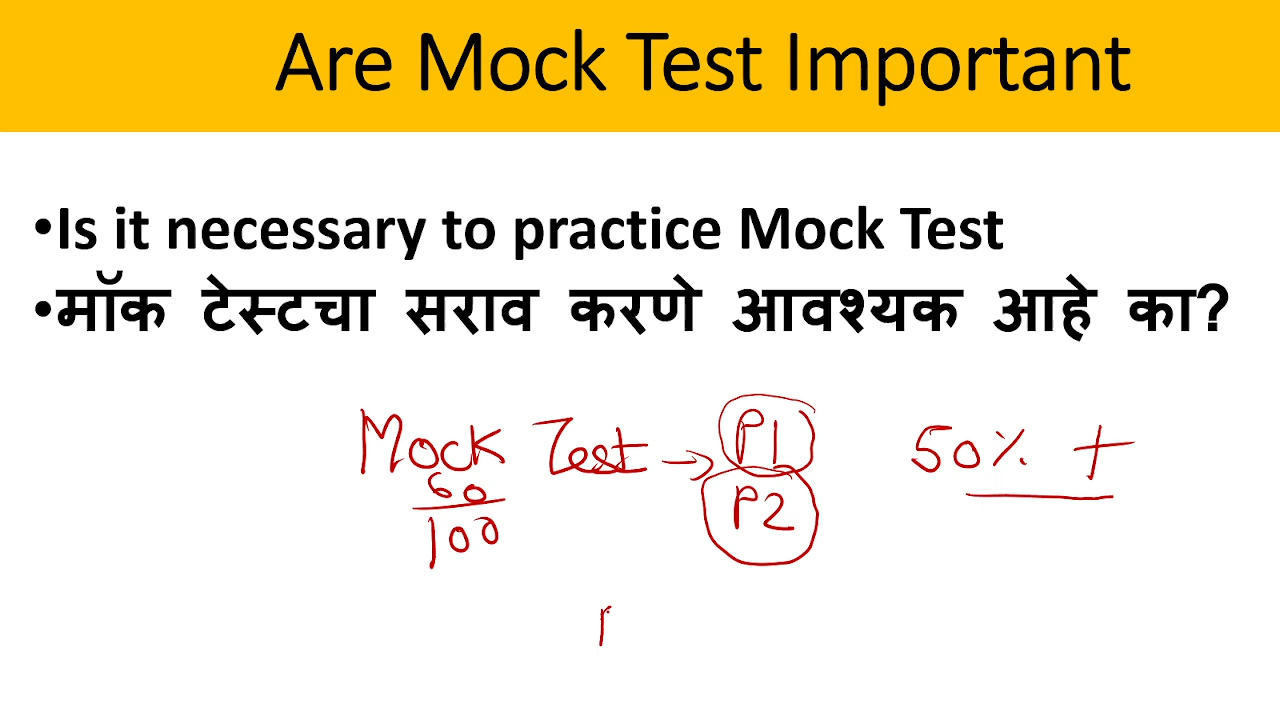 Are Mock Test Important
•Is it necessary to practice Mock Test
•मॉक टेस्टचा सराव करणे आवश्यक आहे का?
Mock Test → P1 50% +
60 P2
100